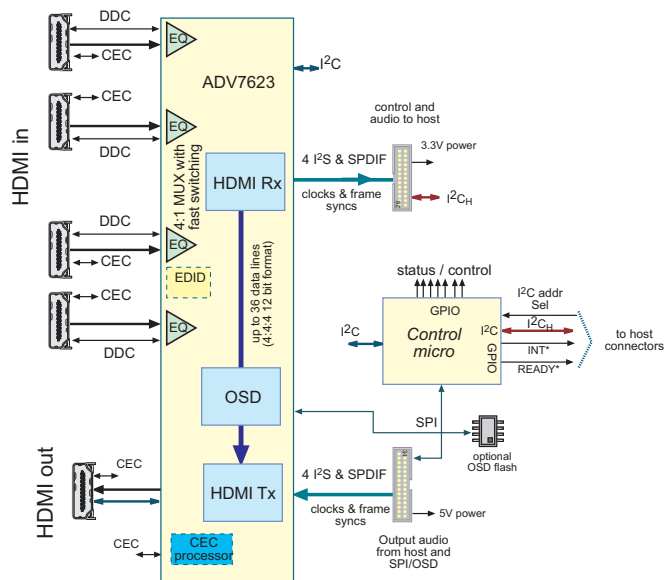 DDC
CEC
EQ
ADV7623
I²C
CEC
EQ
DDC
HDMI in
4:1 MUX with
fast switching
HDMI Rx
control and
audio to host
3.3V power
4 I²S & SPDIF
clocks & frame
syncs
26
I²CH
DDC
EQ
CEC
EDID
up to 36 data lines
(4:4:4 12 bit format)
CEC
EQ
DDC
status / control
GPIO
I²C addr
Sel
I²C
Control
micro
I²C
I²CH
GPIO
INT*
READY*
to host
connectors
OSD
SPI
optional
OSD flash
HDMI out
CEC
HDMI Tx
4 I²S & SPDIF
clocks & frame
syncs
5V power
Output audio
from host and
SPI/OSD
CEC
CEC
processor